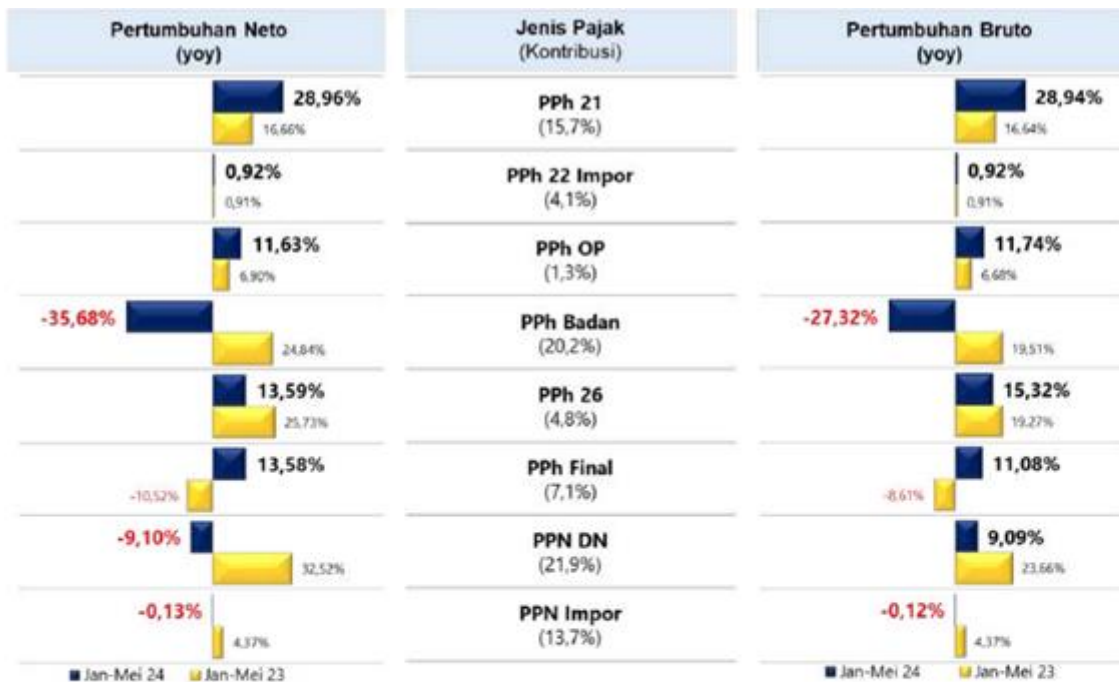 Pertumbuhan Neto
(yoy)
Jenis Pajak
(Kontribusi)
Pertumbuhan Bruto
(yoy)
28,96%
16,66%
PPh 21
(15,7%)
28,94%
16,64%
0,92%
0,91%
PPh 22 Impor
(4,1%)
0,92%
0,91%
11,63%
6,90%
PPh OP
(1,3%)
11,74%
6,68%
-35,68%
24,84%
PPh Badan
(20,2%)
-27,32%
19,51%
13,59%
25,73%
PPh 26
(4,8%)
15,32%
19,27%
13,58%
-10,52%
PPh Final
(7,1%)
11,08%
-8,61%
-9,10%
32,52%
PPN DN
(21,9%)
9,09%
23,66%
-0,13%
4,37%
PPN Impor
(13,7%)
-0,12%
4,37%
Jan-Mei 24 Jan-Mei 23
Jan-Mei 24 Jan-Mei 23